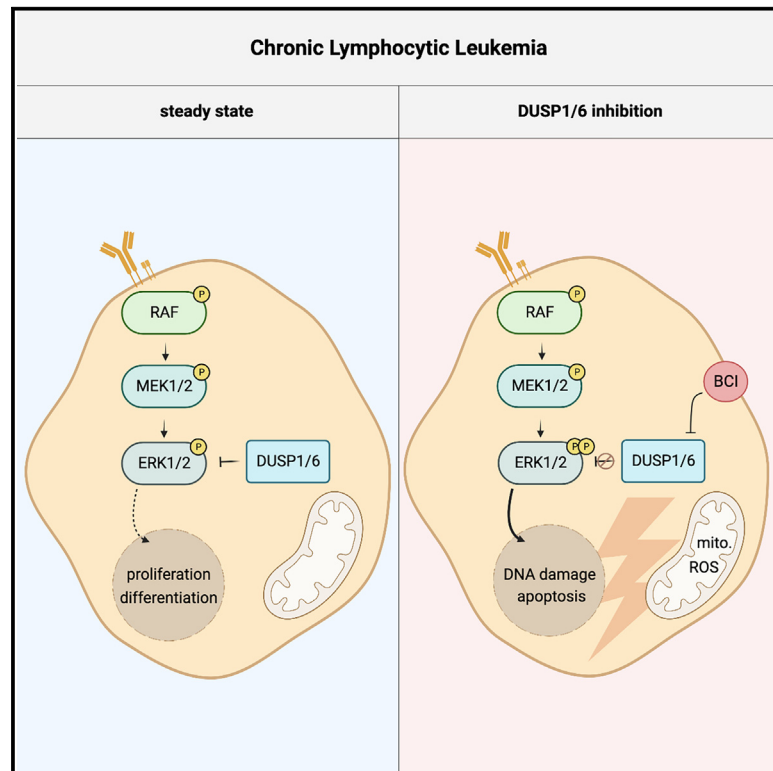 Chronic Lymphocytic Leukemia
steady state
DUSP1/6 inhibition
P
RAF
P
MEK1/2
P
ERK1/2
DUSP1/6
proliferation
differentiation
P
RAF
P
MEK1/2
BCI
P P
ERK1/2
DUSP1/6
mito.
ROS
DNA damage
apoptosis